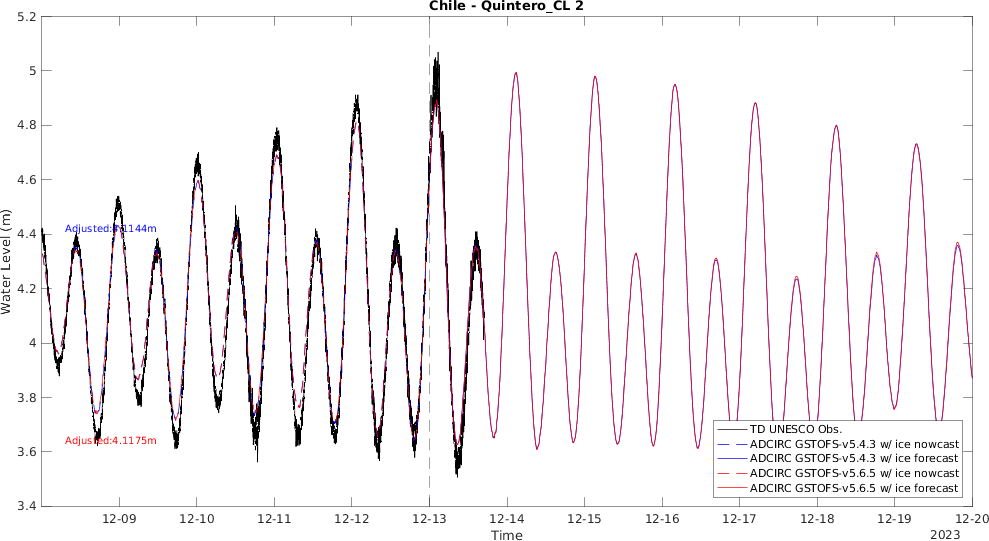 Chile - Quintero_CL 2
5.2
5
4.8
4.6
4.4
4.2
4
3.8
3.6
3.4
Water Level (m)
Adjusted:4.1144m
Adjusted:4.1175m
TD UNESCO Obs.
ADCIRC GSTOFS-v5.4.3 w/ ice nowcast
ADCIRC GSTOFS-v5.4.3 w/ ice forecast
ADCIRC GSTOFS-v5.6.5 w/ ice nowcast
ADCIRC GSTOFS-v5.6.5 w/ ice forecast
12-09 12-10 12-11 12-12 12-13 12-14 12-15 12-16 12-17 12-18 12-19 12-20
Time
2023